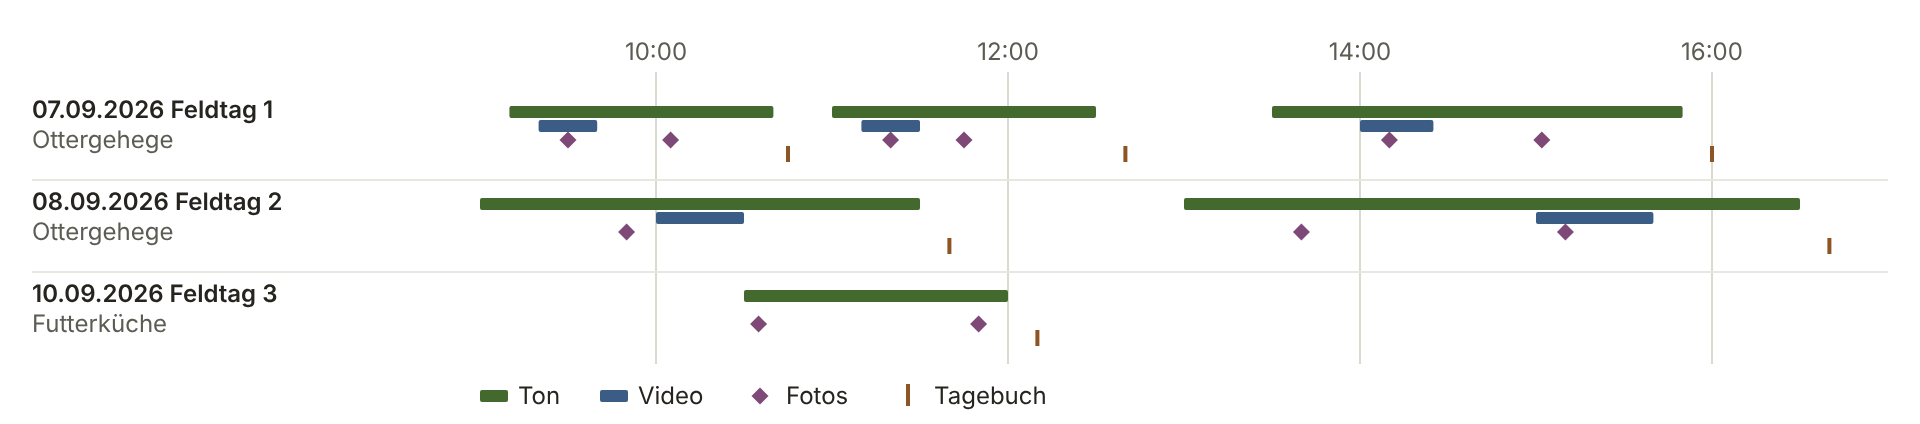 10:00 12:00 14:00 16:00
07.09.2026 Feldtag 1
Ottergehege
08.09.2026 Feldtag 2
Ottergehege
10.09.2026 Feldtag 3
Futterküche
Ton Video Fotos Tagebuch